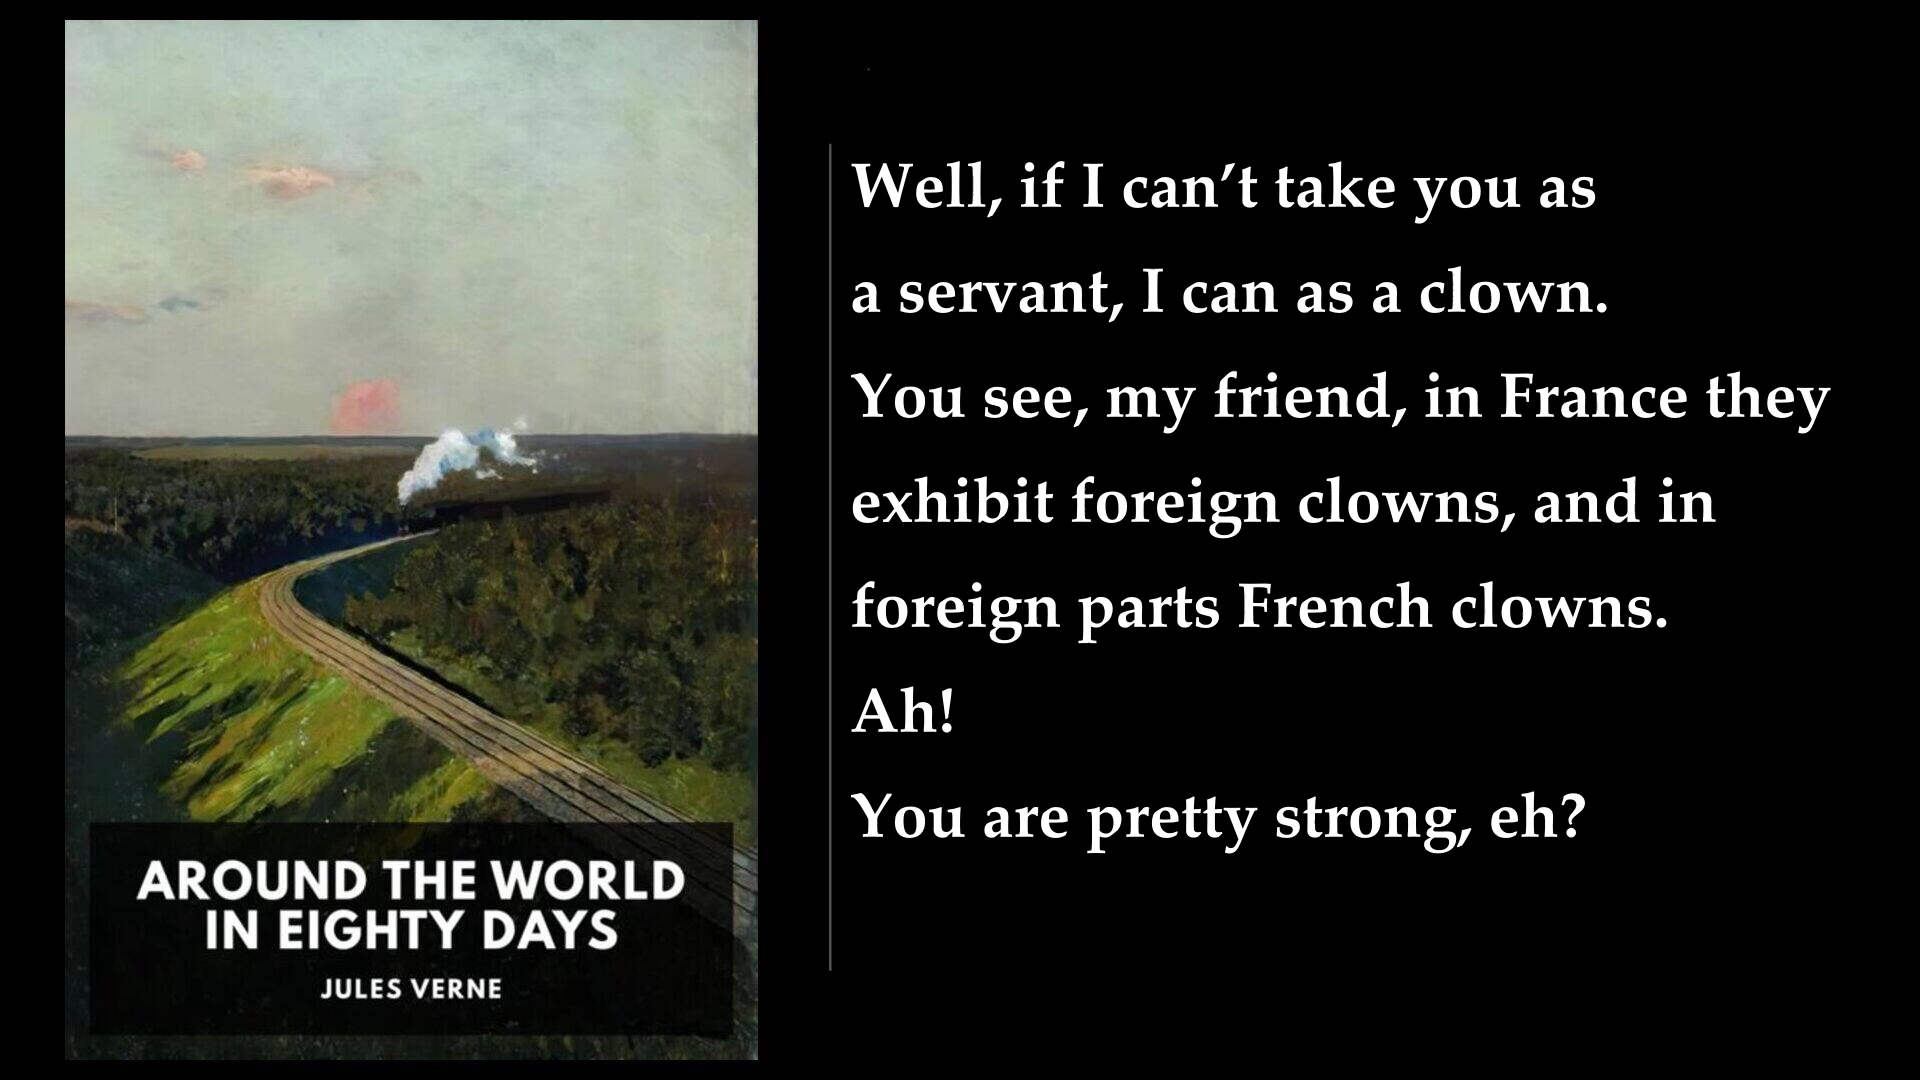 Well, if I can’t take you as
a servant, I can as a clown.
You see, my friend, in France they
exhibit foreign clowns, and in
foreign parts French clowns.
Ah!
You are pretty strong, eh?
AROUND THE WORLD
IN EIGHTY DAYS
JULES VERNE